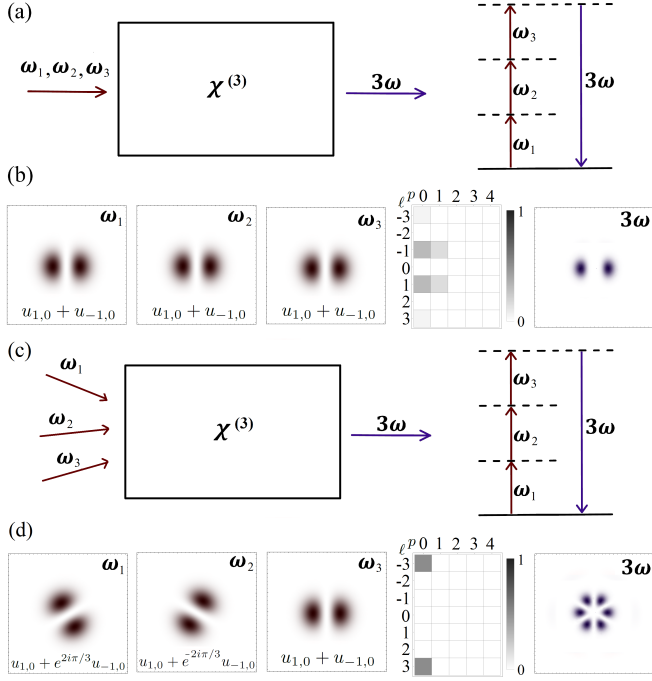 (a)
ω₁, ω₂, ω₃
χ⁽³⁾
3ω
ω₃
ω₂
ω₁
3ω
(b)
ω₁
u₁,₀ + u₋₁,₀
ω₂
u₁,₀ + u₋₁,₀
ω₃
u₁,₀ + u₋₁,₀
ℓ p 0 1 2 3 4
-3
-2
-1
0
1
2
3
1
0
3ω
(c)
ω₁
ω₂
ω₃
χ⁽³⁾
3ω
ω₃
ω₂
ω₁
3ω
(d)
ω₁
u₁,₀ + e^{2iπ/3} u₋₁,₀
ω₂
u₁,₀ + e^{-2iπ/3} u₋₁,₀
ω₃
u₁,₀ + u₋₁,₀
ℓ p 0 1 2 3 4
-3
-2
-1
0
1
2
3
1
0
3ω